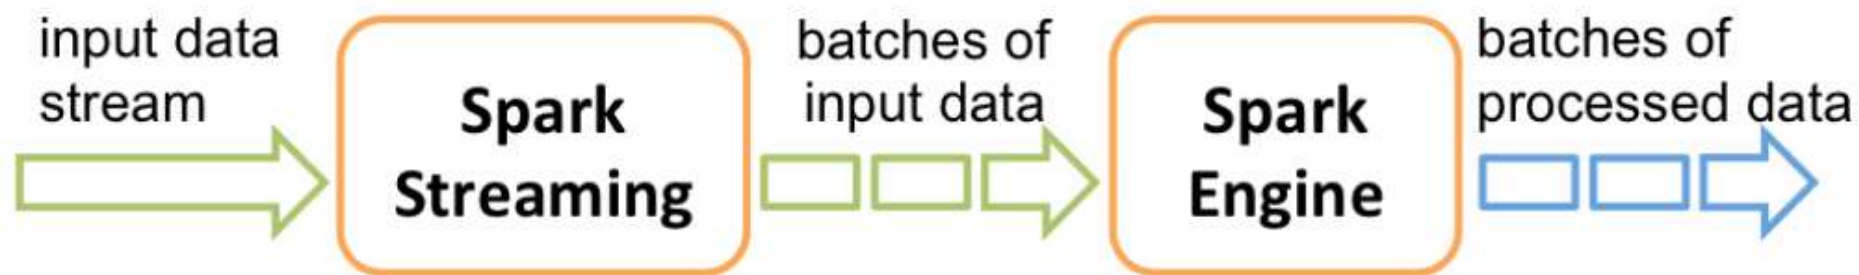 input data
stream
Spark
Streaming
batches of
input data
Spark
Engine
batches of
processed data